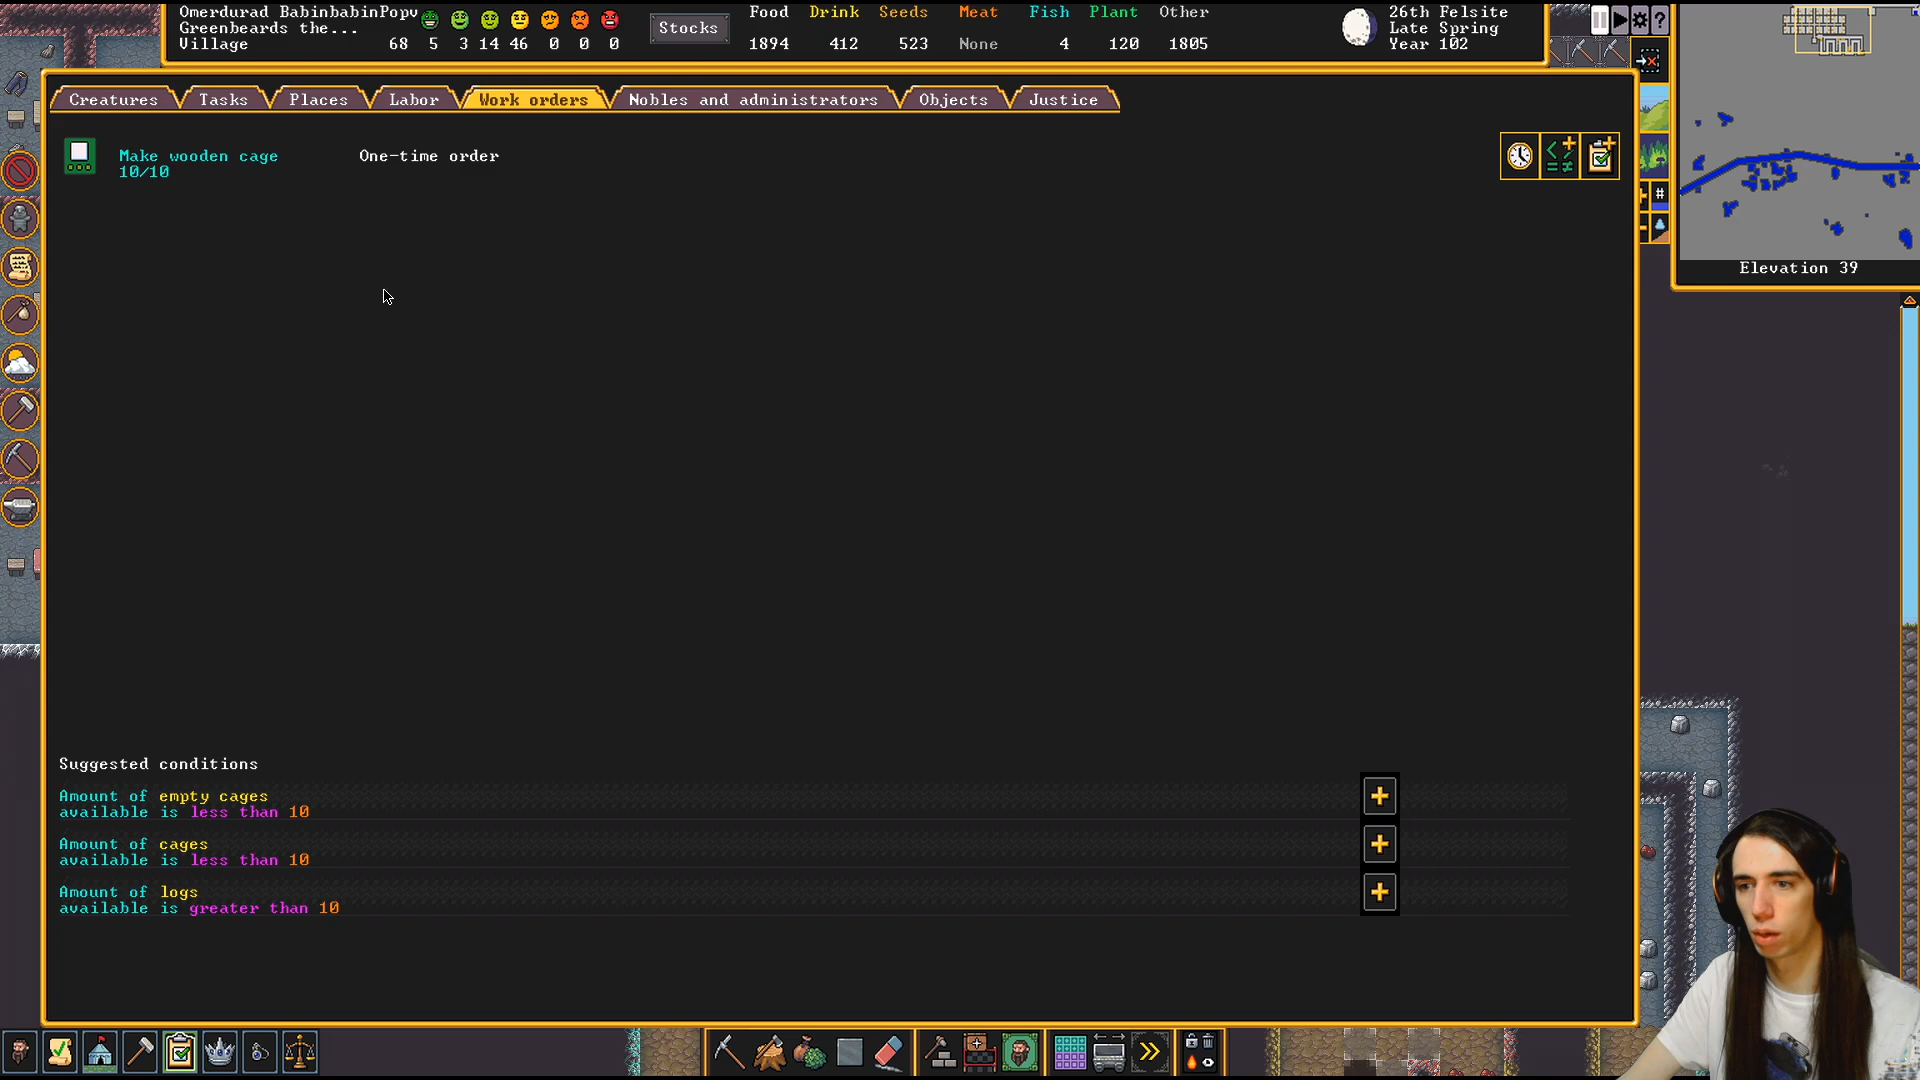 Omerdurad BabinbabinPopv
Greenbeards the...
Village 68 5 3 14 46 0 0 0
Stocks
Food Drink Seeds Meat Fish Plant Other
1894 412 523 None 4 120 1805
26th Felsite
Late Spring
Year 102
Elevation 39
Creatures Tasks Places Labor Work orders Nobles and administrators Objects Justice
Make wooden cage One-time order
10/10
Suggested conditions
Amount of empty cages
available is less than 10
Amount of cages
available is less than 10
Amount of logs
available is greater than 10